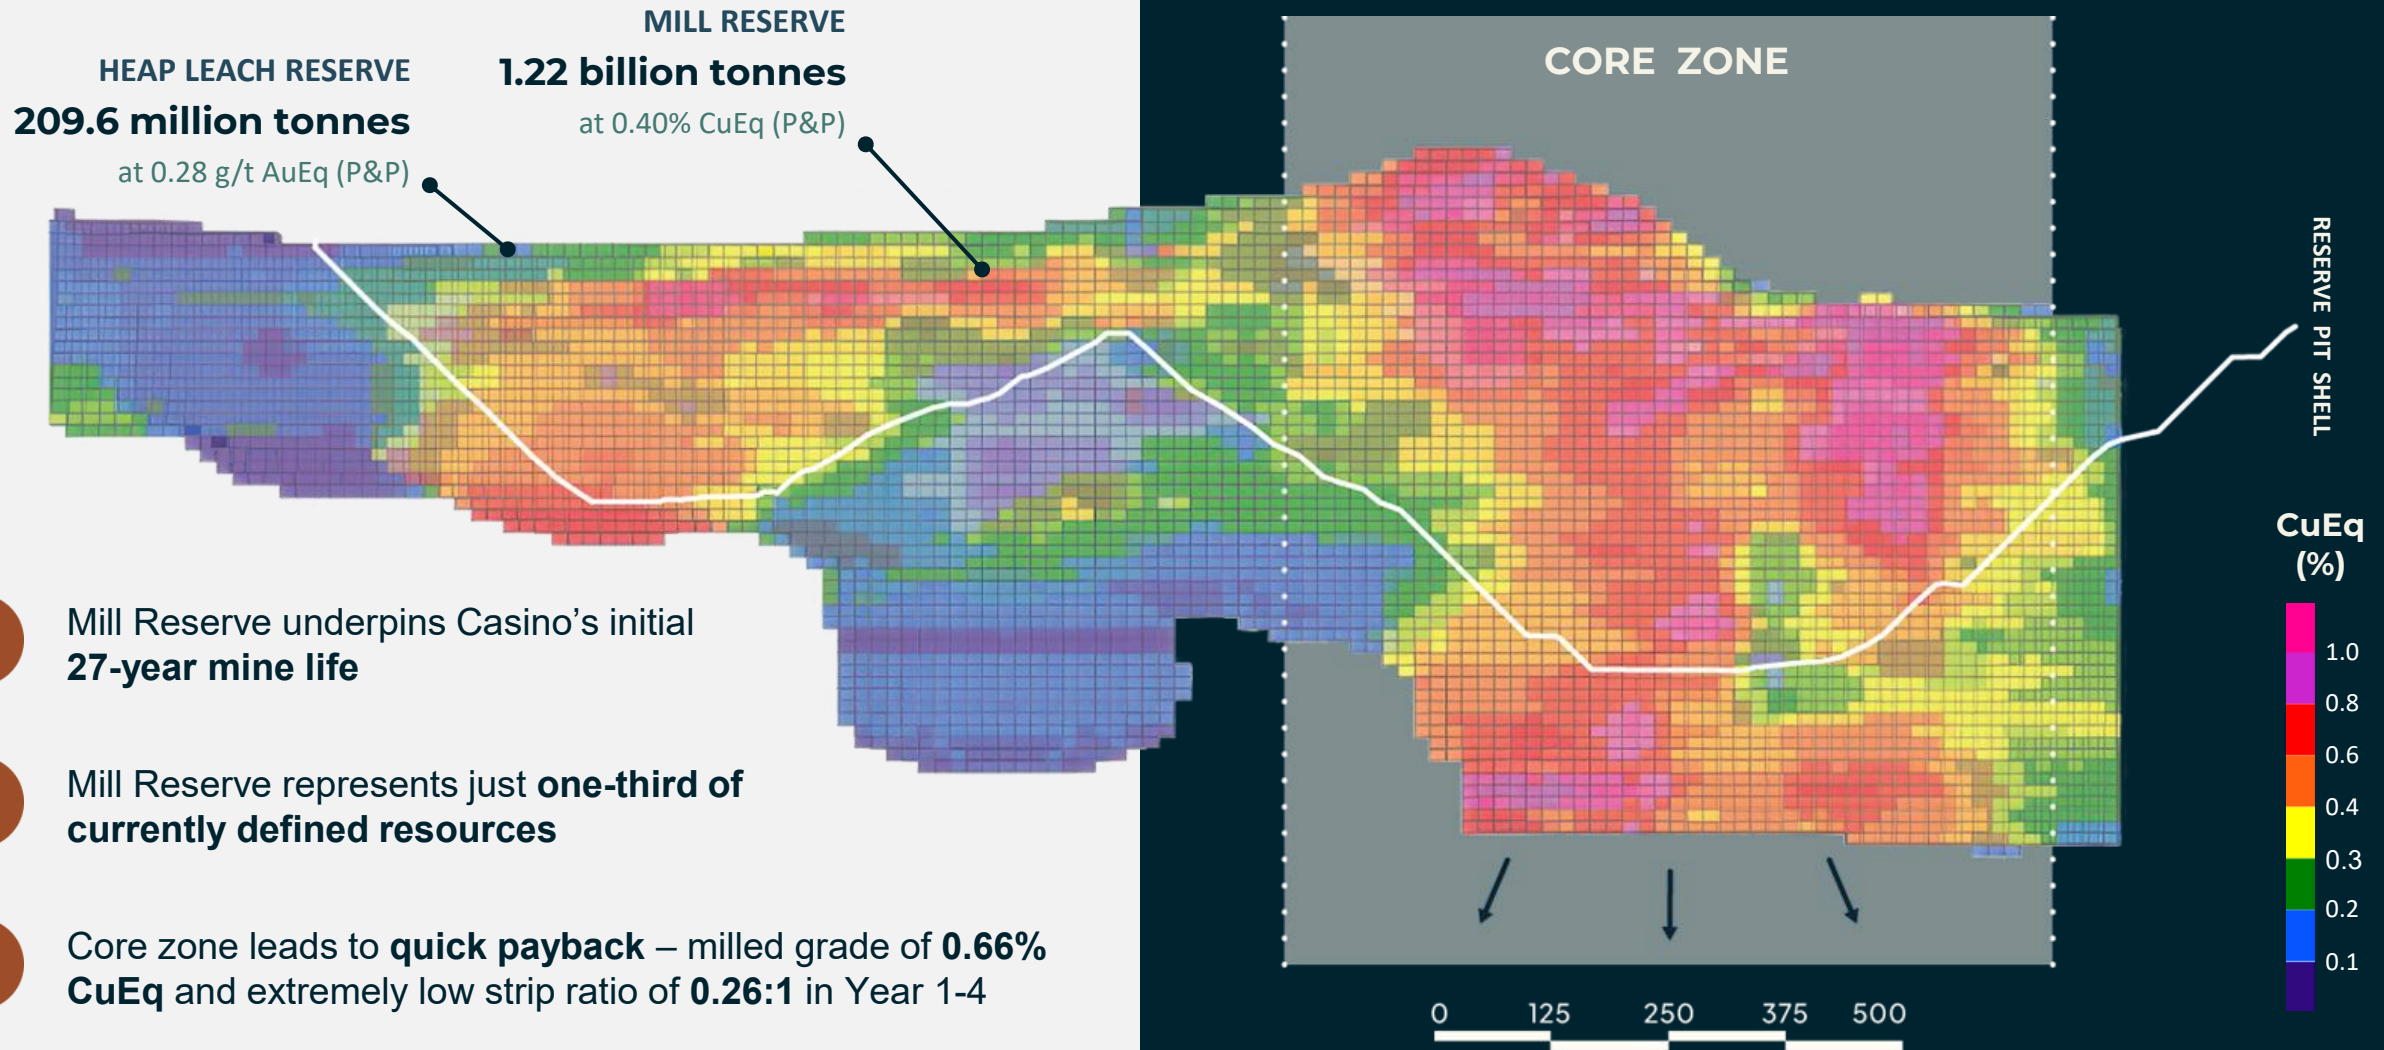 MILL RESERVE
1.22 billion tonnes
at 0.40% CuEq (P&P)
HEAP LEACH RESERVE
209.6 million tonnes
at 0.28 g/t AuEq (P&P)
CORE ZONE
RESERVE PIT SHELL
CuEq
(%)
1.0
0.8
0.6
0.4
0.3
0.2
0.1
Mill Reserve underpins Casino’s initial
27-year mine life
Mill Reserve represents just one-third of
currently defined resources
Core zone leads to quick payback – milled grade of 0.66%
CuEq and extremely low strip ratio of 0.26:1 in Year 1-4
0 125 250 375 500